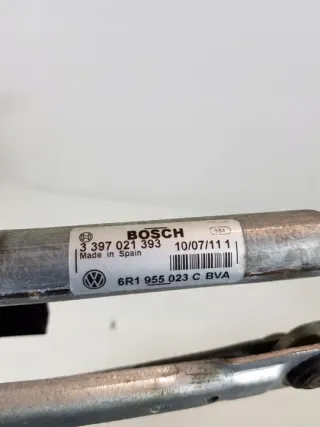 BOSCH
3 397 021 393 10/07/11 1
Made in Spain
6R1 955 023 C BVA